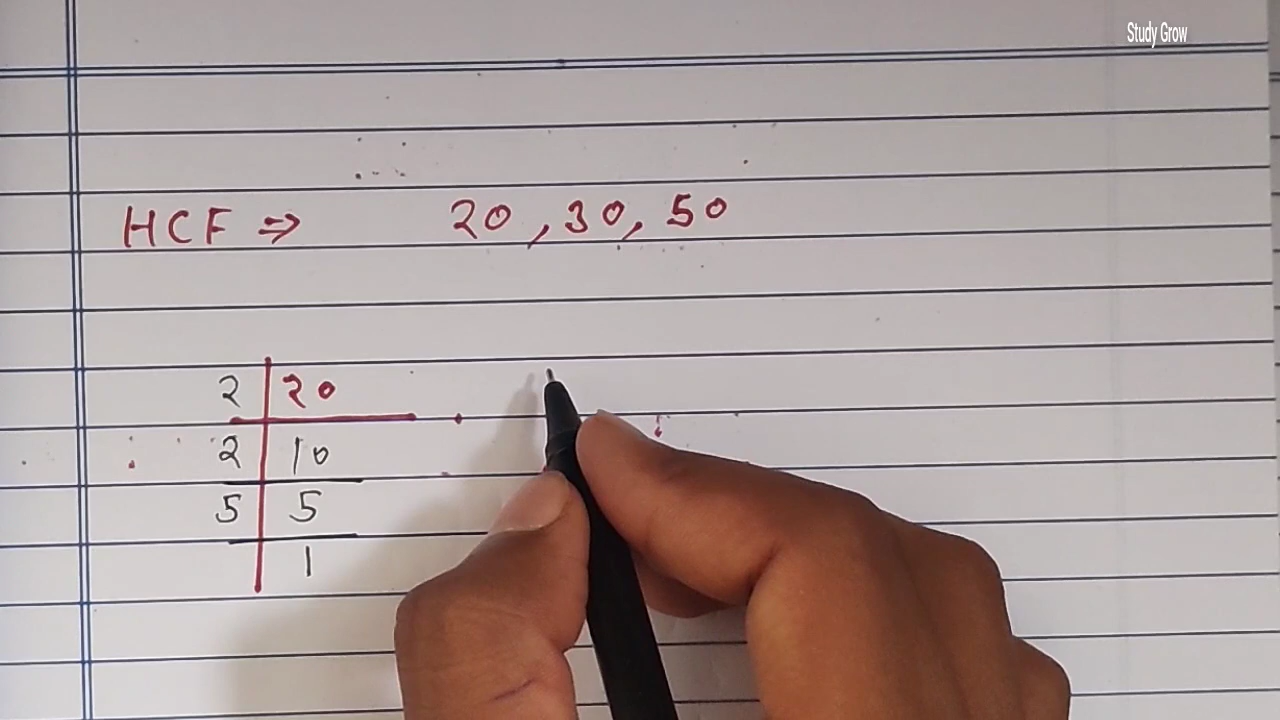 Study Grow
HCF ⇒ 20, 30, 50
2 | 20
2 | 10
5 | 5
1